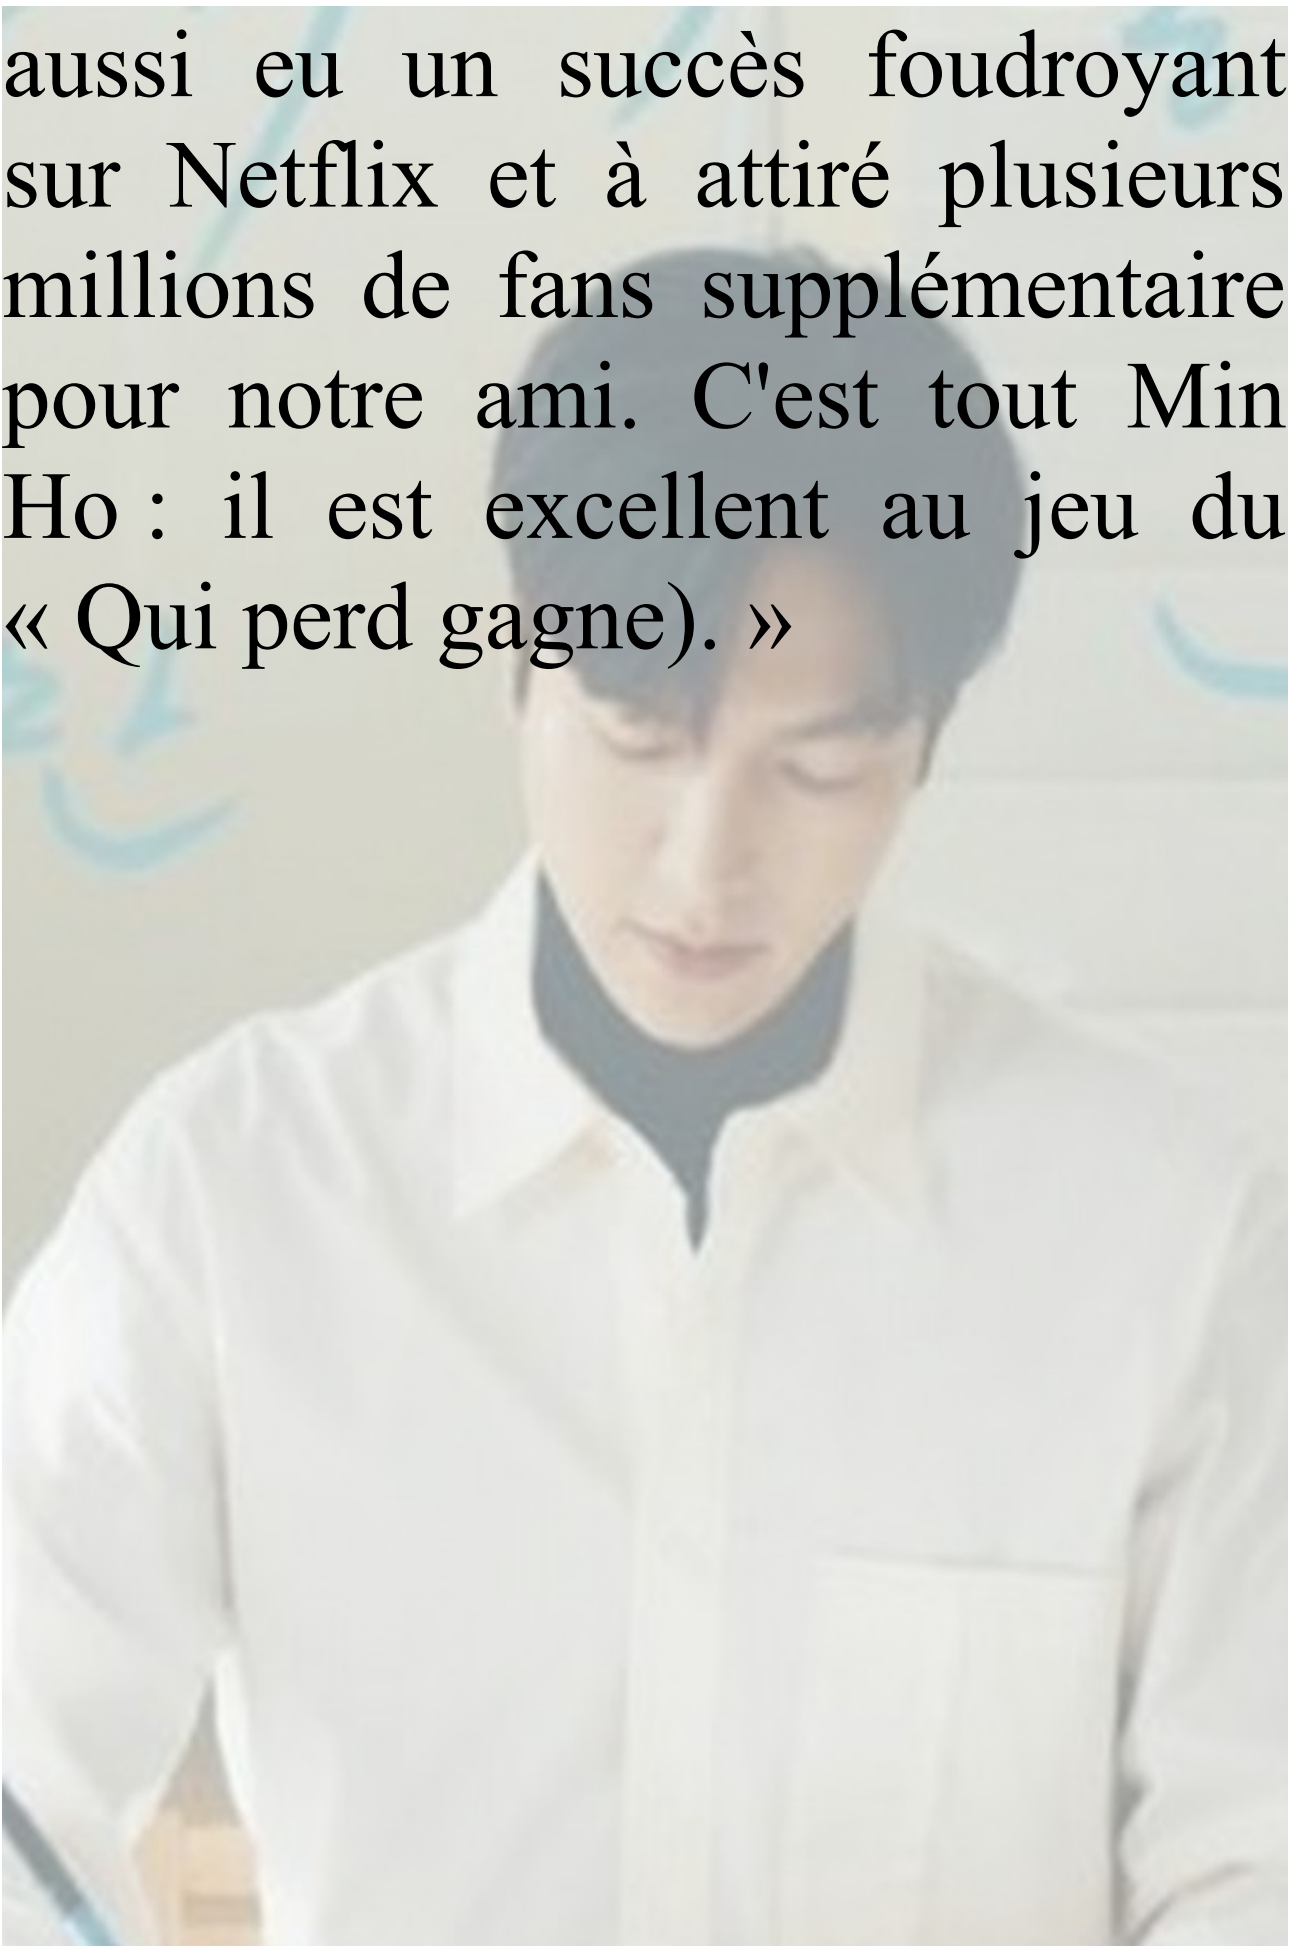 aussi eu un succès foudroyant
sur Netflix et à attiré plusieurs
millions de fans supplémentaire
pour notre ami. C'est tout Min
Ho : il est excellent au jeu du
« Qui perd gagne). »